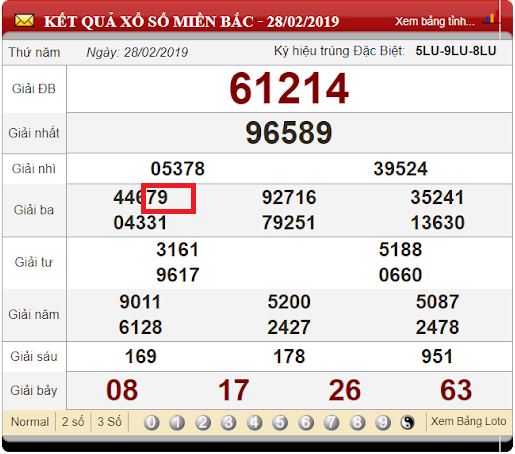 KẾT QUẢ XỔ SỐ MIỀN BẮC - 28/02/2019 Xem bảng tỉnh...
Thứ năm Ngày: 28/02/2019 Ký hiệu trúng Đặc Biệt: 5LU-9LU-8LU
Giải ĐB 61214
Giải nhất 96589
Giải nhì 05378 39524
Giải ba 44679 92716 35241
04331 79251 13630
Giải tư 3161 5188
9617 0660
Giải năm 9011 5200 5087
6128 2427 2478
Giải sáu 169 178 951
Giải bảy 08 17 26 63
Normal 2 số 3 Số 0 1 2 3 4 5 6 7 8 9 Xem Bảng Loto